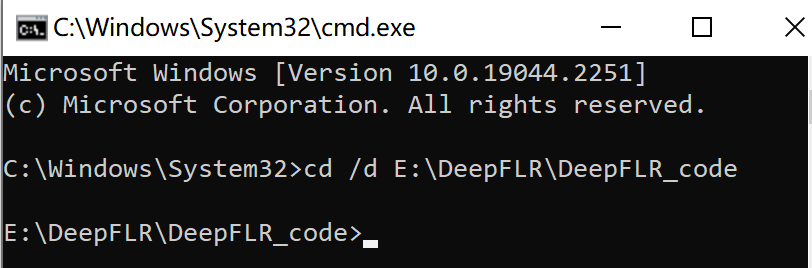 C:\Windows\System32\cmd.exe
Microsoft Windows [Version 10.0.19044.2251]
(c) Microsoft Corporation. All rights reserved.
C:\Windows\System32>cd /d E:\DeepFLR\DeepFLR_code
E:\DeepFLR\DeepFLR_code>